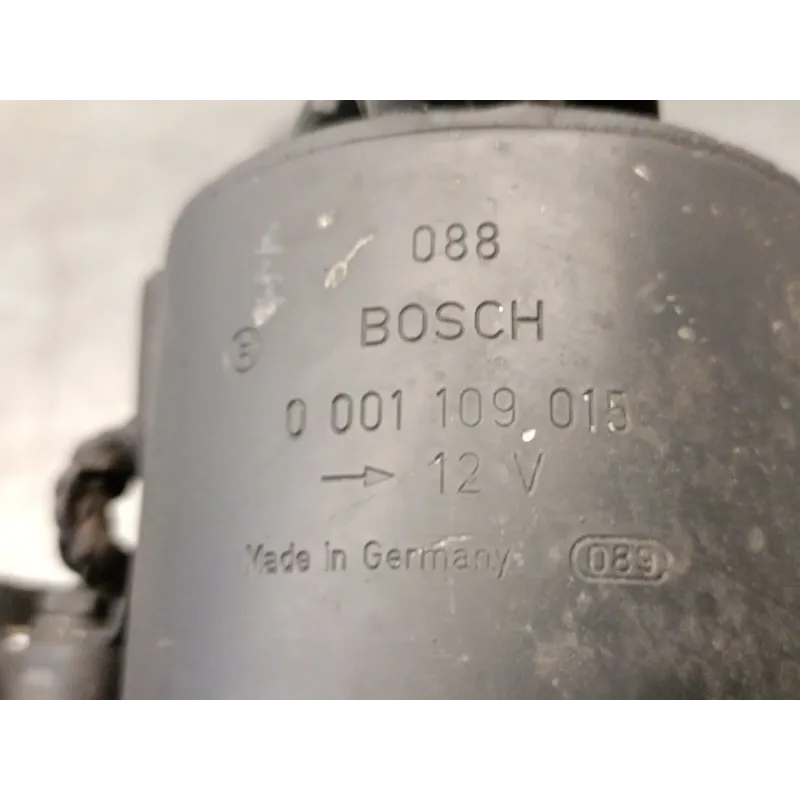 088
BOSCH
0 001 109 015
→ 12 V
Made in Germany 089